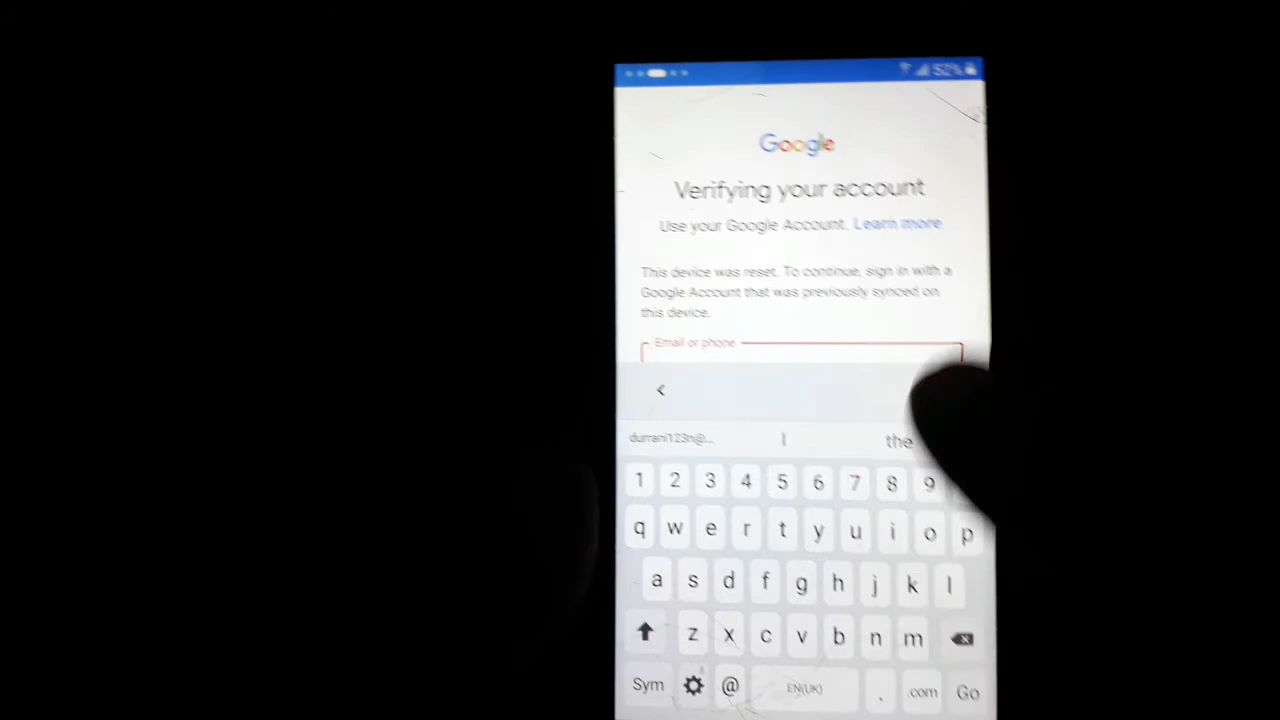 52%
Google
Verifying your account
Use your Google Account. Learn more
This device was reset. To continue, sign in with a
Google Account that was previously synced on
this device.
Email or phone
<
durrani123n@... I the
1 2 3 4 5 6 7 8 9
q w e r t y u i o p
a s d f g h j k l
z x c v b n m
Sym @ EN(UK) . .com Go